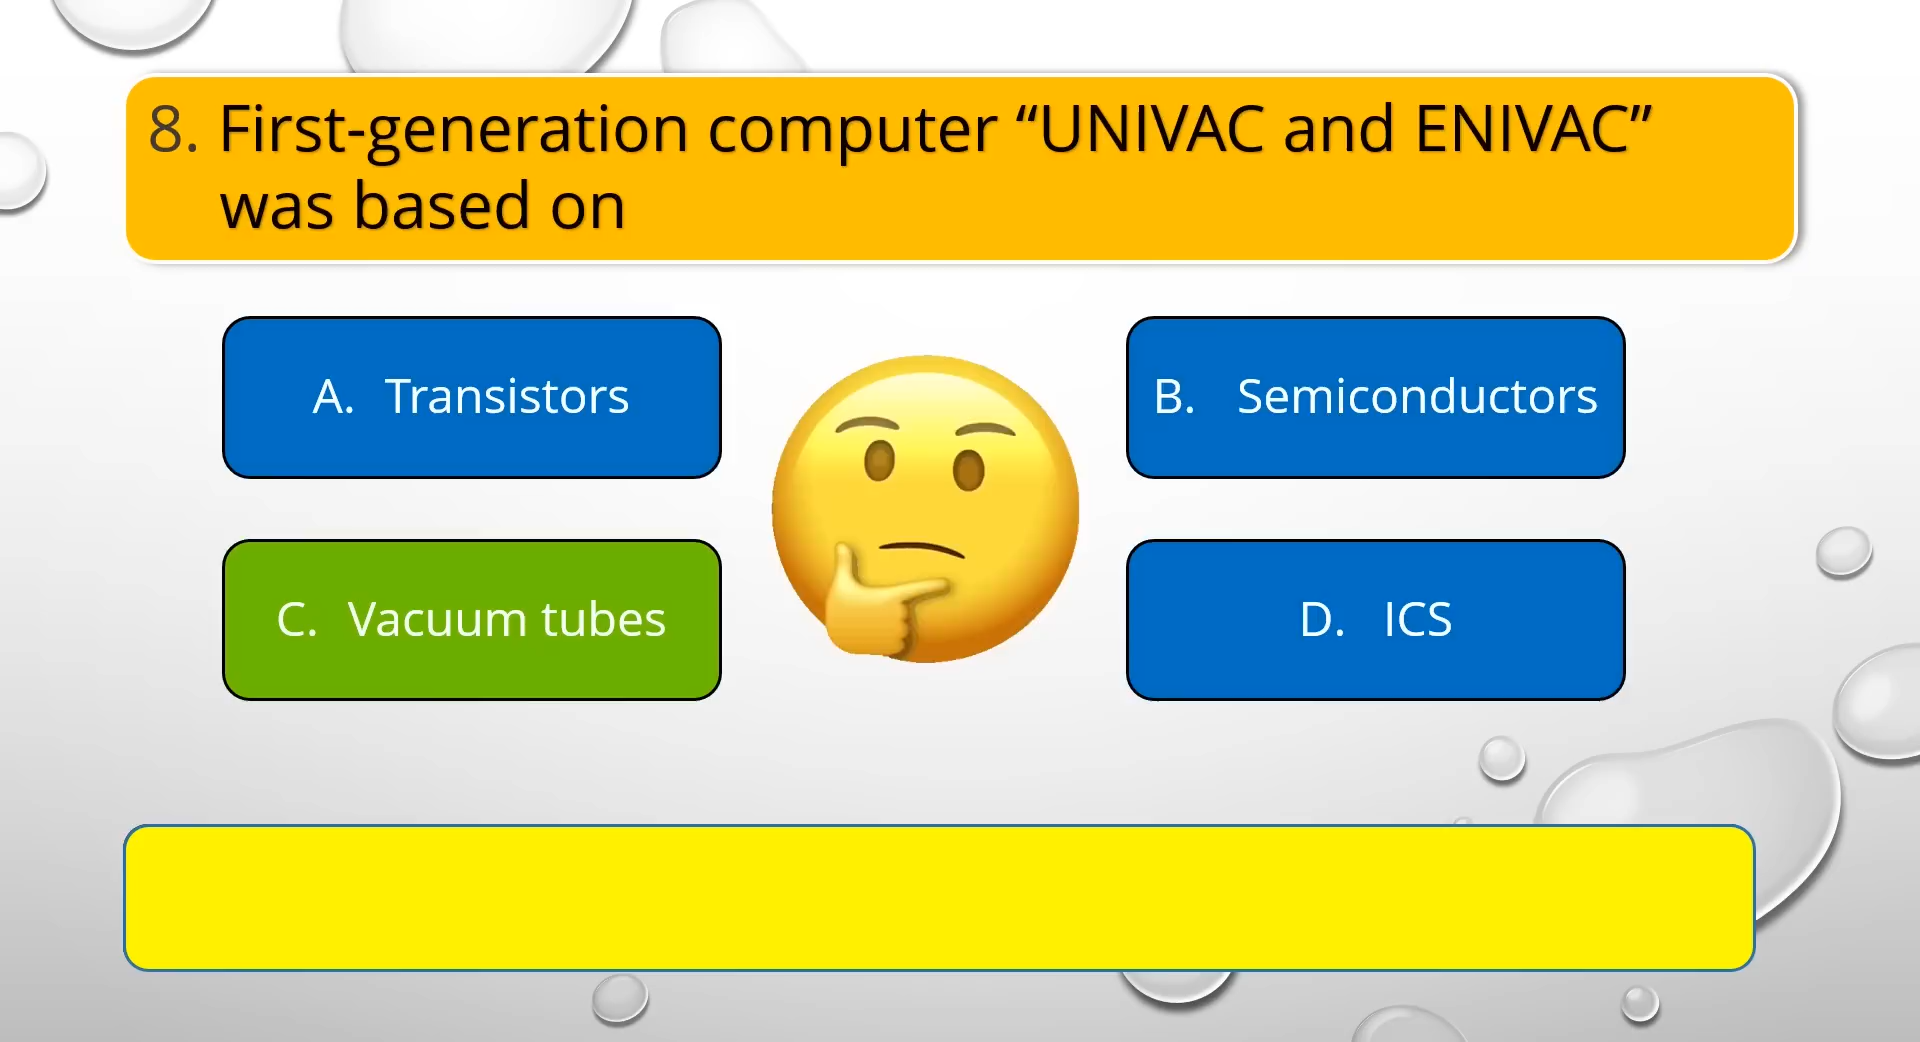 8. First-generation computer “UNIVAC and ENIVAC”
was based on
A. Transistors
B. Semiconductors
C. Vacuum tubes
D. ICS